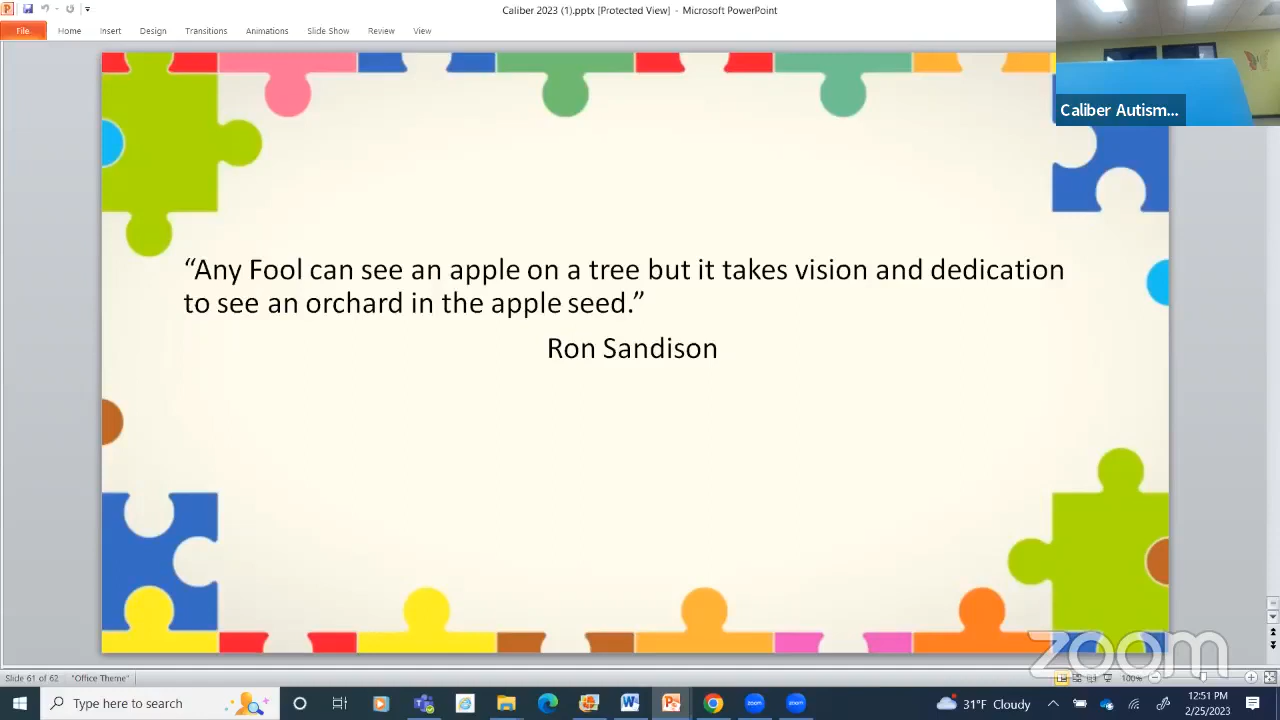 Caliber 2023 (1).pptx [Protected View] - Microsoft PowerPoint
File Home Insert Design Transitions Animations Slide Show Review View
Caliber Autism...
“Any Fool can see an apple on a tree but it takes vision and dedication
to see an orchard in the apple seed.”
Ron Sandison
zoom
Slide 61 of 62 "Office Theme" 100%
Type here to search
31°F Cloudy
12:51 PM
2/25/2023